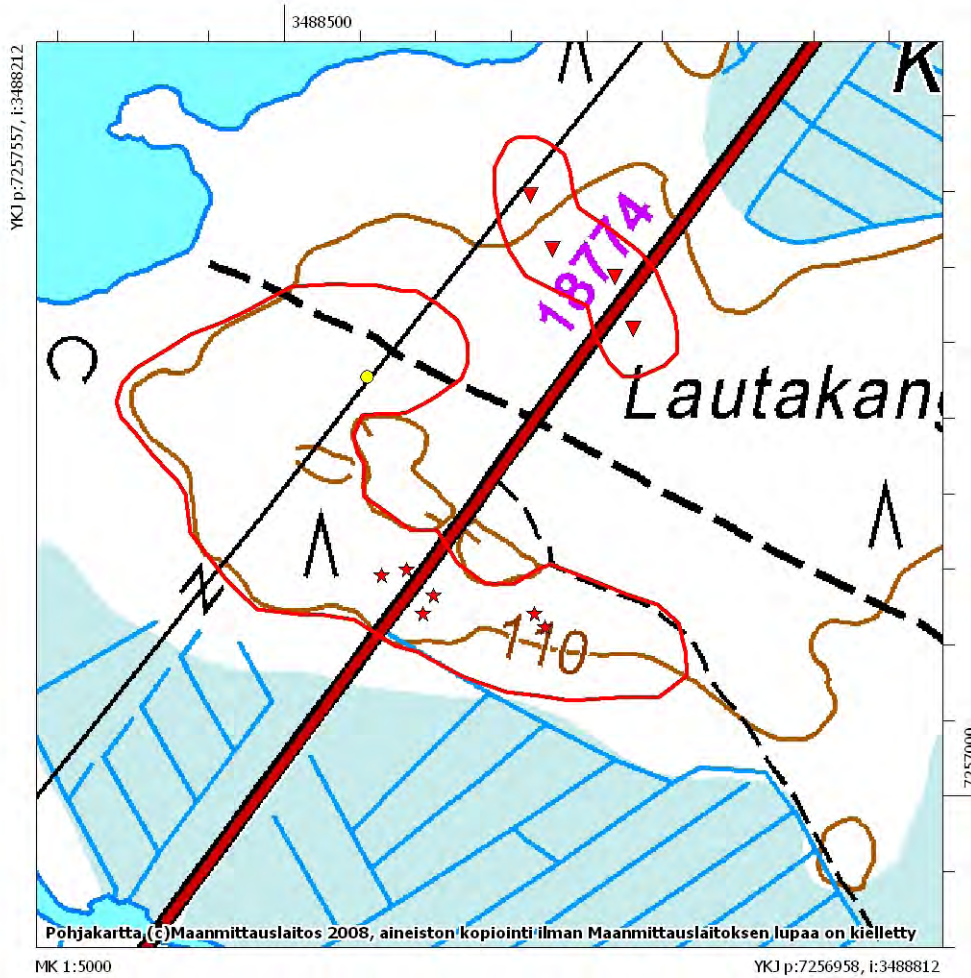 3488500
YKJ p:7257557, i:3488212
K
18774
Lautakan
110
7257000
Pohjakartta (c)Maanmittauslaitos 2008, aineiston kopiointi ilman Maanmittauslaitoksen lupaa on kielletty
MK 1:5000
YKJ p:7256958, i:3488812